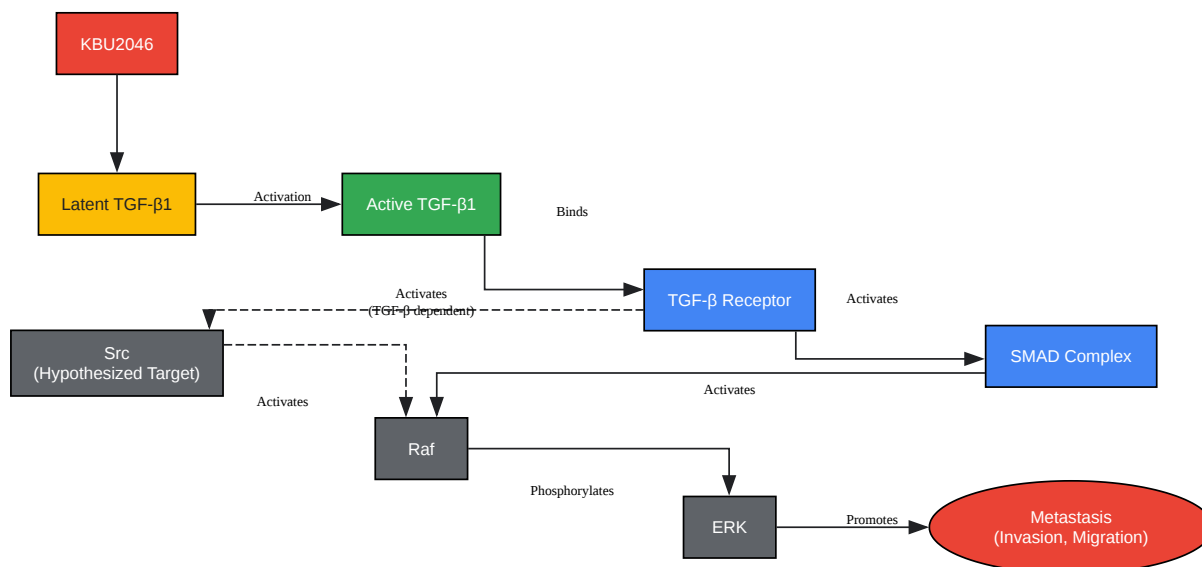 KBU2046
Latent TGF-β1
Activation
Active TGF-β1
Binds
Activates
(TGF-β dependent)
TGF-β Receptor
Activates
Src
(Hypothesized Target)
SMAD Complex
Activates
Activates
Raf
Phosphorylates
ERK
Promotes
Metastasis
(Invasion, Migration)